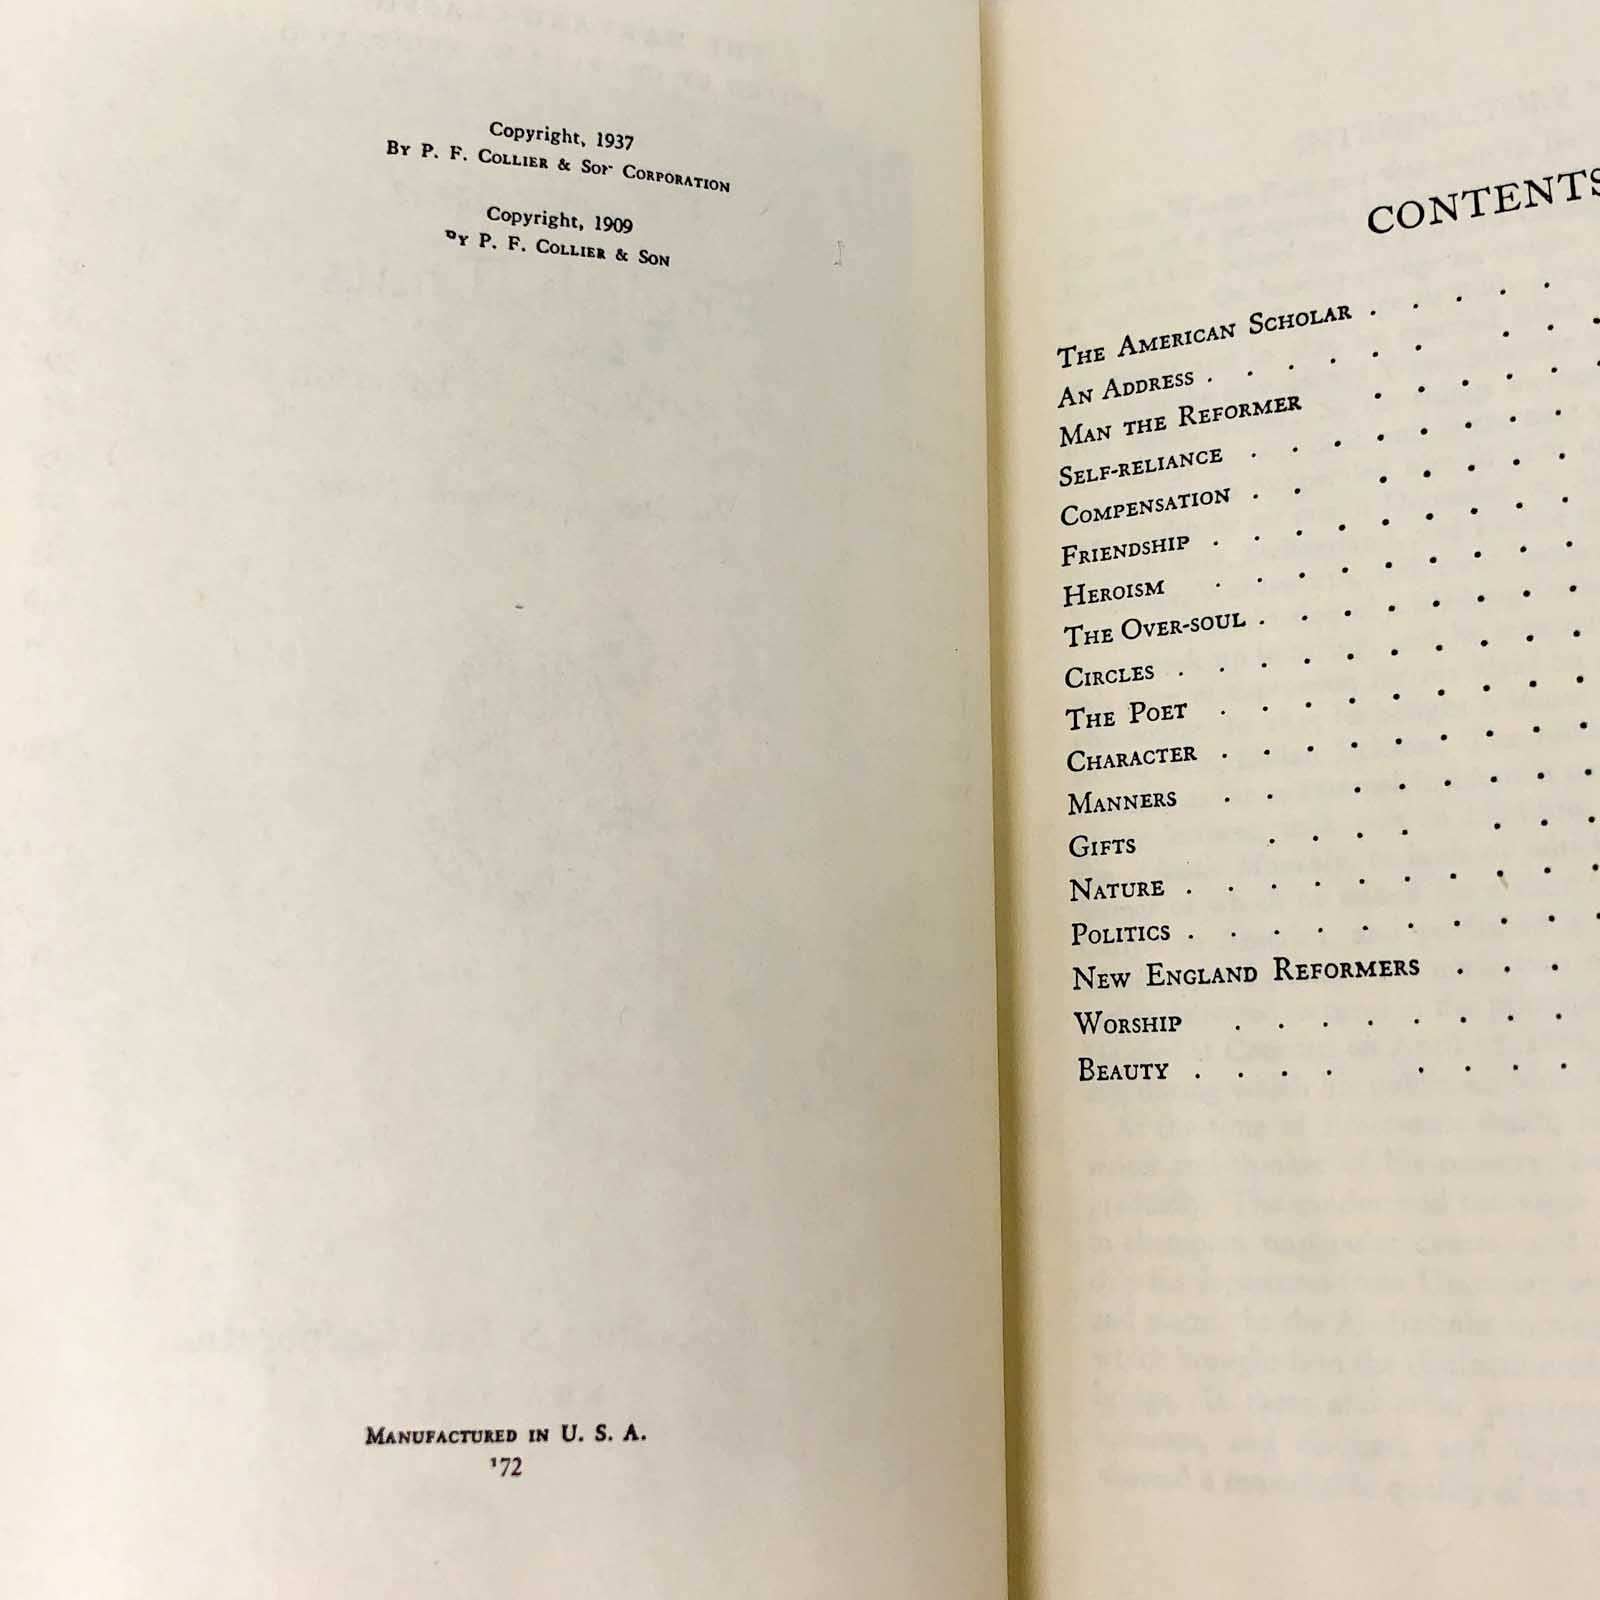 Copyright, 1937
By P. F. Collier & Son Corporation
Copyright, 1909
By P. F. Collier & Son
Manufactured in U. S. A.
'72
CONTENTS
The American Scholar . . . . .
An Address . . . . . . . . .
Man the Reformer . . . . . .
Self-reliance . . . . . . . .
Compensation . . . . . . .
Friendship . . . . . . . . .
Heroism . . . . . . . . .
The Over-soul . . . . . . . .
Circles . . . . . . . . . .
The Poet . . . . . . . . .
Character . . . . . . . . .
Manners . . . . . . . .
Gifts . . . . . . .
Nature . . . . . . . . . .
Politics . . . . . . . . . .
New England Reformers . . .
Worship . . . . . . . .
Beauty . . . . . . . .